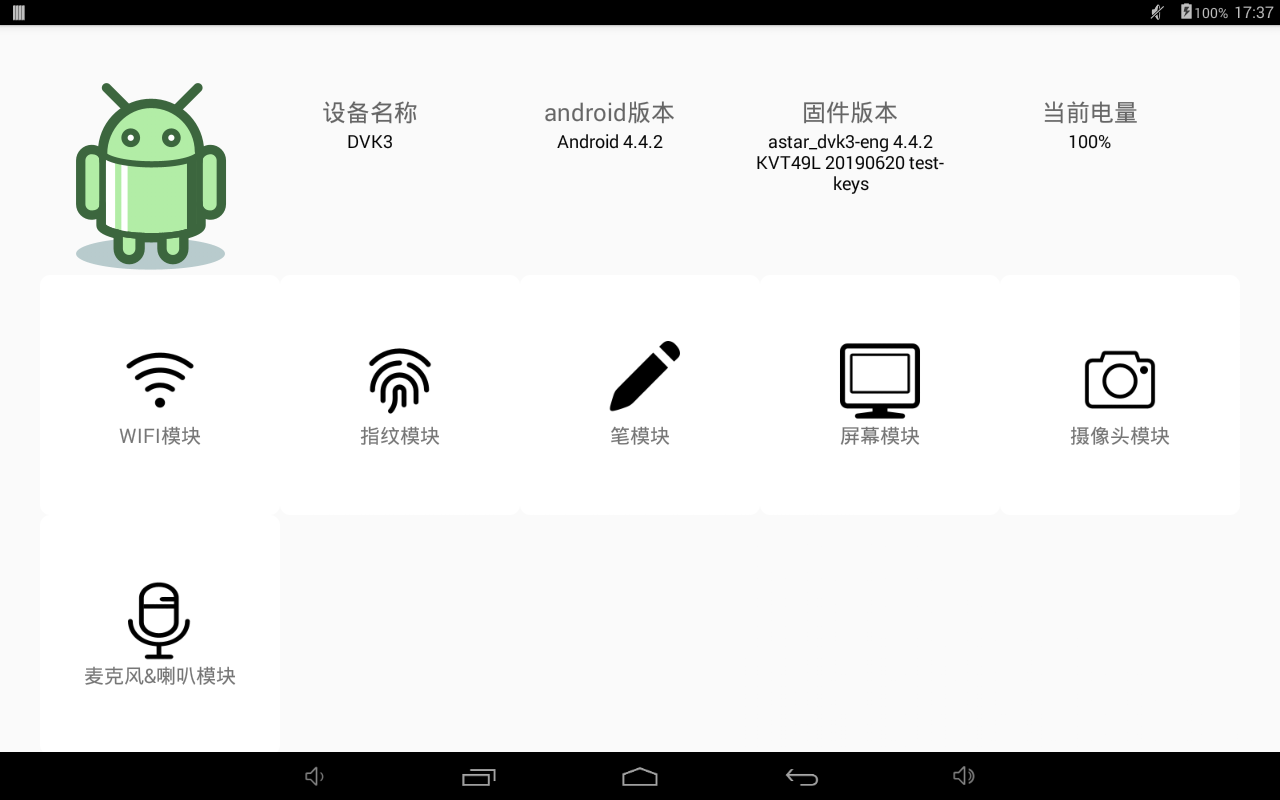 100% 17:37
设备名称
DVK3
android版本
Android 4.4.2
固件版本
astar_dvk3-eng 4.4.2
KVT49L 20190620 test-
keys
当前电量
100%
WIFI模块
指纹模块
笔模块
屏幕模块
摄像头模块
麦克风&喇叭模块